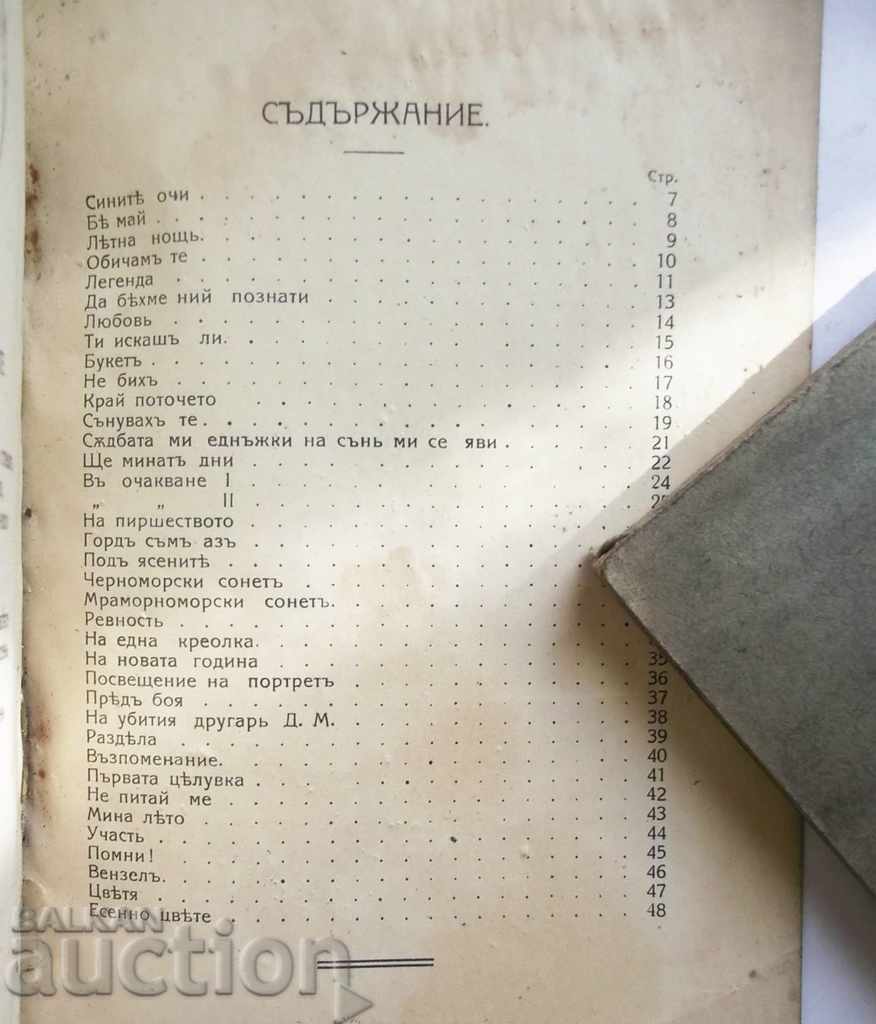 СЪДЪРЖАНИЕ.
Стр.
Синитѣ очи . . . . . . . . . . . . . . . . . 7
Бѣ май . . . . . . . . . . . . . . . . . . 8
Лѣтна нощь. . . . . . . . . . . . . . . . . 9
Обичамъ те . . . . . . . . . . . . . . . . . 10
Легенда . . . . . . . . . . . . . . . . . . 11
Да бѣхме ний познати . . . . . . . . . . . . . 13
Любовь . . . . . . . . . . . . . . . . . . 14
Ти искашъ ли. . . . . . . . . . . . . . . . 15
Букетъ . . . . . . . . . . . . . . . . . . 16
Не бихъ . . . . . . . . . . . . . . . . . . 17
Край поточето . . . . . . . . . . . . . . . 18
Сънувахъ те . . . . . . . . . . . . . . . . 19
Сѫдбата ми еднъжки на сънь ми се яви . . . . . 21
Ще минатъ дни . . . . . . . . . . . . . . . 22
Въ очакване I . . . . . . . . . . . . . . . 24
„ „ II . . . . . . . . . . . . . . .
На пиршеството . . . . . . . . . . . . . . .
Гордъ съмъ азъ . . . . . . . . . . . . . . .
Подъ ясенитѣ . . . . . . . . . . . . . . .
Черноморски сонетъ . . . . . . . . . . . . .
Мраморноморски сонетъ. . . . . . . . . . . .
Ревность . . . . . . . . . . . . . . . . .
На една креолка. . . . . . . . . . . . . . .
На новата година . . . . . . . . . . . . . . 35
Посвещение на портретъ . . . . . . . . . . . 36
Прѣдъ боя . . . . . . . . . . . . . . . . . 37
На убития другарь Д. М. . . . . . . . . . . . 38
Раздѣла . . . . . . . . . . . . . . . . . . 39
Възпоменание. . . . . . . . . . . . . . . . 40
Първата цѣлувка . . . . . . . . . . . . . . 41
Не питай ме . . . . . . . . . . . . . . . . 42
Мина лѣто . . . . . . . . . . . . . . . . . 43
Участь . . . . . . . . . . . . . . . . . . 44
Помни! . . . . . . . . . . . . . . . . . . 45
Вензелъ. . . . . . . . . . . . . . . . . . 46
Цвѣтя . . . . . . . . . . . . . . . . . . 47
Есенно цвѣте . . . . . . . . . . . . . . . 48
BALKAN
auction